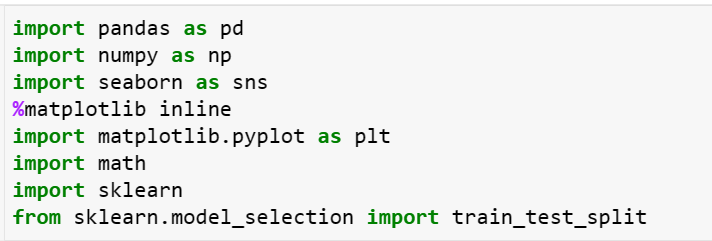 import pandas as pd
import numpy as np
import seaborn as sns
%matplotlib inline
import matplotlib.pyplot as plt
import math
import sklearn
from sklearn.model_selection import train_test_split